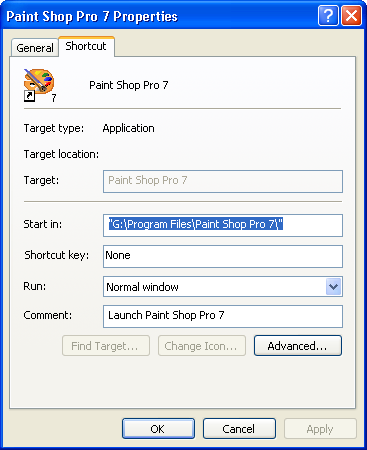 Paint Shop Pro 7 Properties
General Shortcut
7
Paint Shop Pro 7
Target type: Application
Target location:
Target: Paint Shop Pro 7
Start in: "G:\Program Files\Paint Shop Pro 7\"
Shortcut key: None
Run: Normal window
Comment: Launch Paint Shop Pro 7
Find Target... Change Icon... Advanced...
OK Cancel Apply